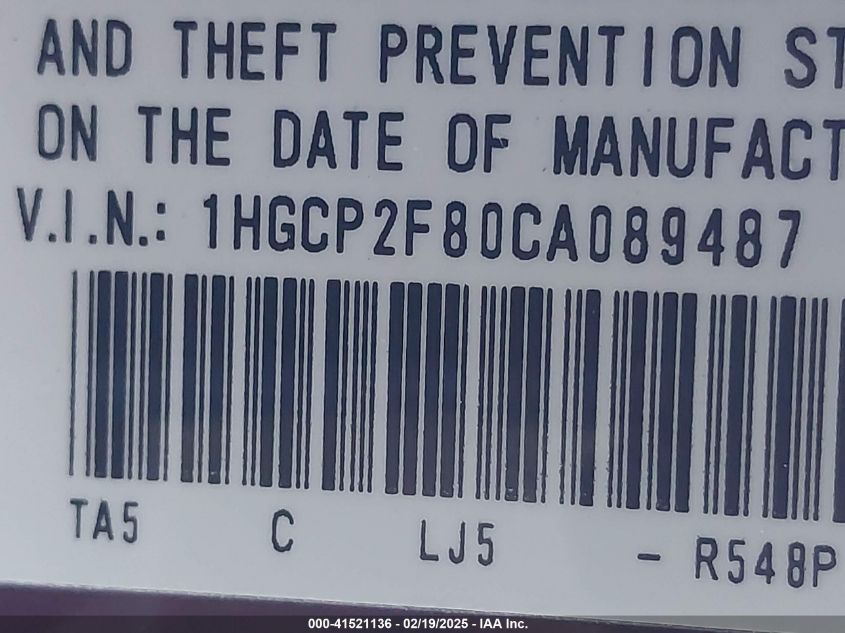 AND THEFT PREVENTION ST
ON THE DATE OF MANUFACT
V.I.N.: 1HGCP2F80CA089487
TA5 C LJ5 - R548P
000-41521136 - 02/19/2025 - IAA Inc.